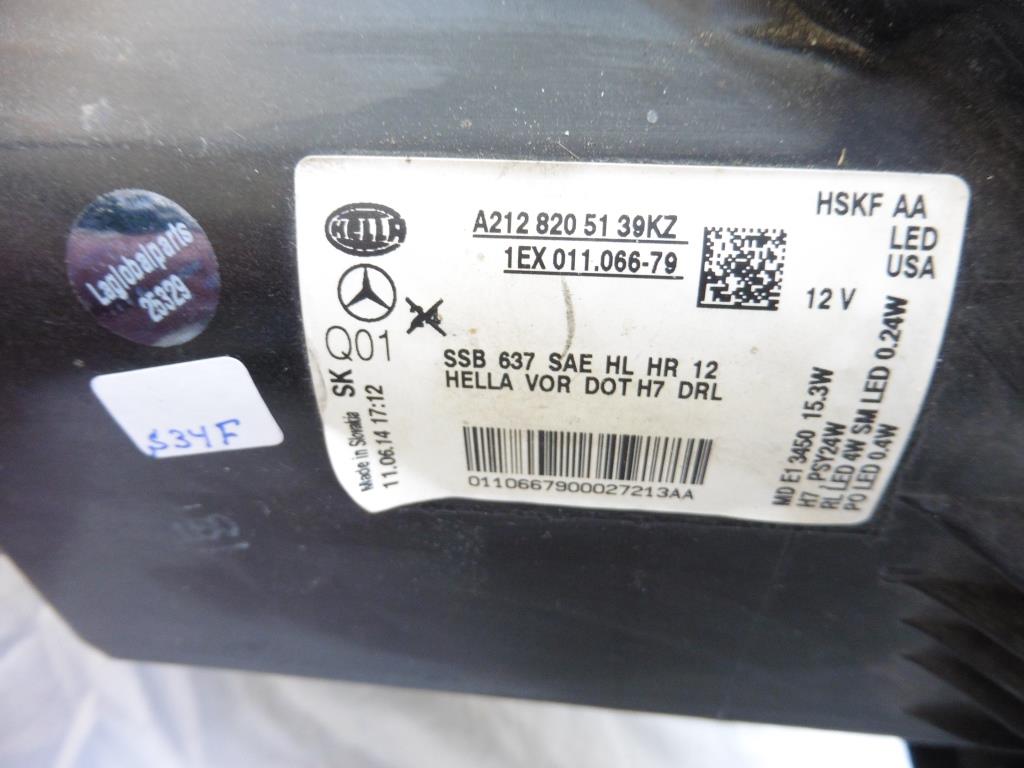 Laglobalparts
26329
S34F
HELLA
A212 820 51 39KZ
1EX 011.066-79
HSKF AA
LED
USA
12 V
Q01
SSB 637 SAE HL HR 12
HELLA VOR DOT H7 DRL
SK
Made in Slovakia
11.06.14 17:12
0110667900027213AA
MD E1 3450 15.3W
H7 PSY24W
RL LED 4W SM LED 0.24W
PO LED 0.4W